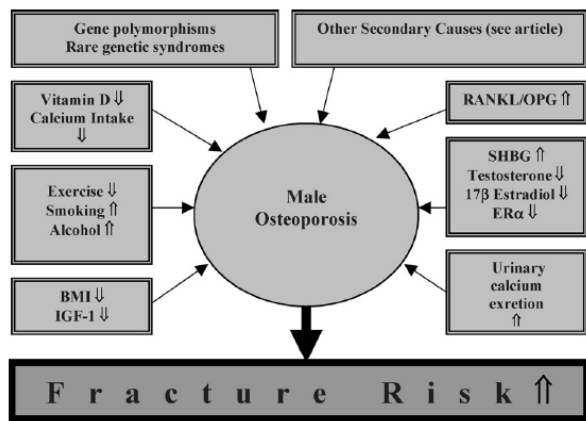 Gene polymorphisms
Rare genetic syndromes
Other Secondary Causes (see article)
Vitamin D ⇓
Calcium Intake
⇓
RANKL/OPG ⇑
Exercise ⇓
Smoking ⇑
Alcohol ⇑
Male
Osteoporosis
SHBG ⇑
Testosterone ⇓
17β Estradiol ⇓
ERα ⇓
BMI ⇓
IGF-1 ⇓
Urinary
calcium
exretion
⇑
Fracture Risk ⇑